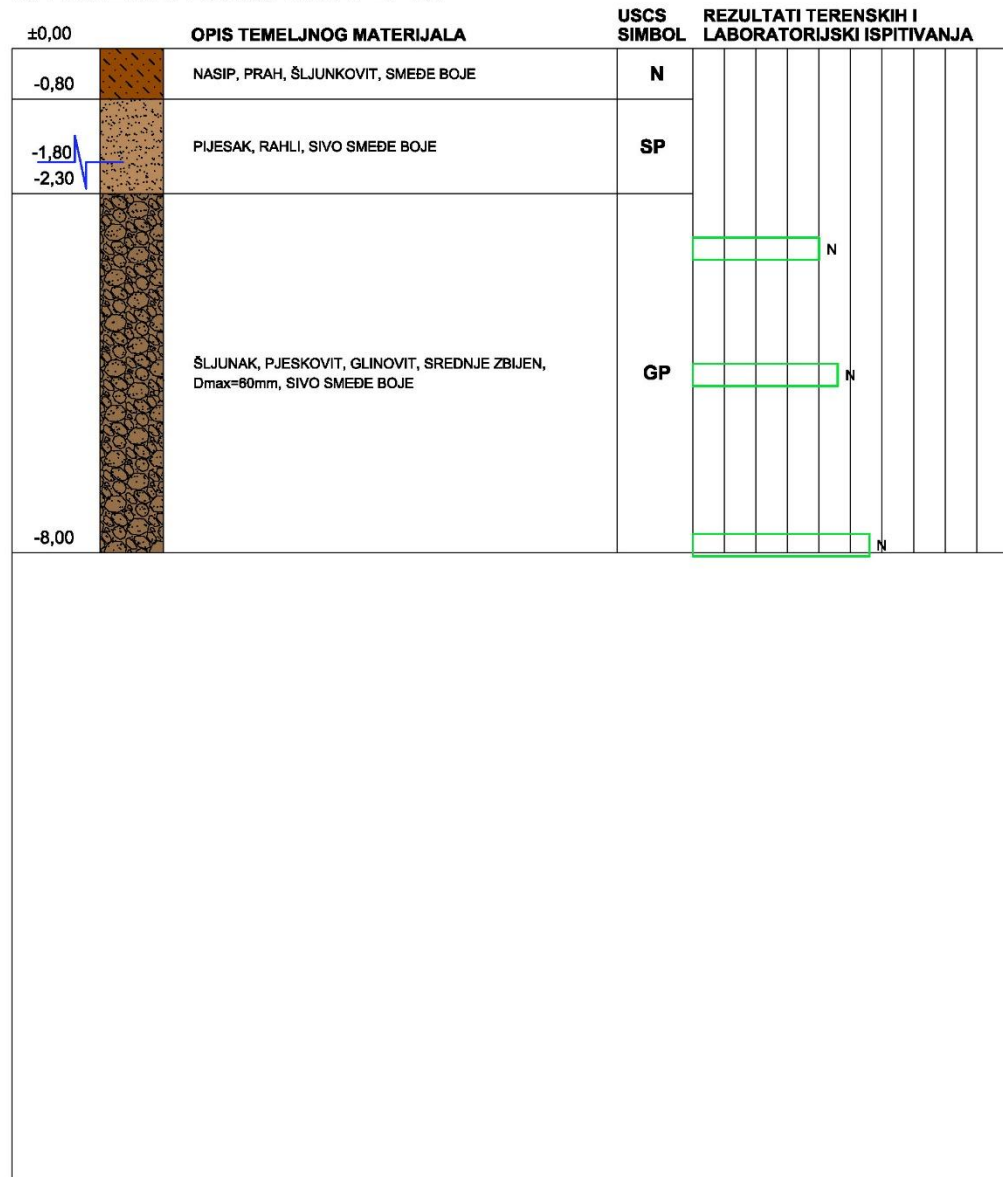 ±0,00
OPIS TEMELJNOG MATERIJALA
USCS
SIMBOL
REZULTATI TERENSKIH I
LABORATORIJSKI ISPITIVANJA
-0,80
NASIP, PRAH, ŠLJUNKOVIT, SMEĐE BOJE
N
-1,80
-2,30
PIJESAK, RAHLI, SIVO SMEĐE BOJE
SP
N
ŠLJUNAK, PJESKOVIT, GLINOVIT, SREDNJE ZBIJEN,
Dmax=60mm, SIVO SMEĐE BOJE
GP
N
-8,00
N